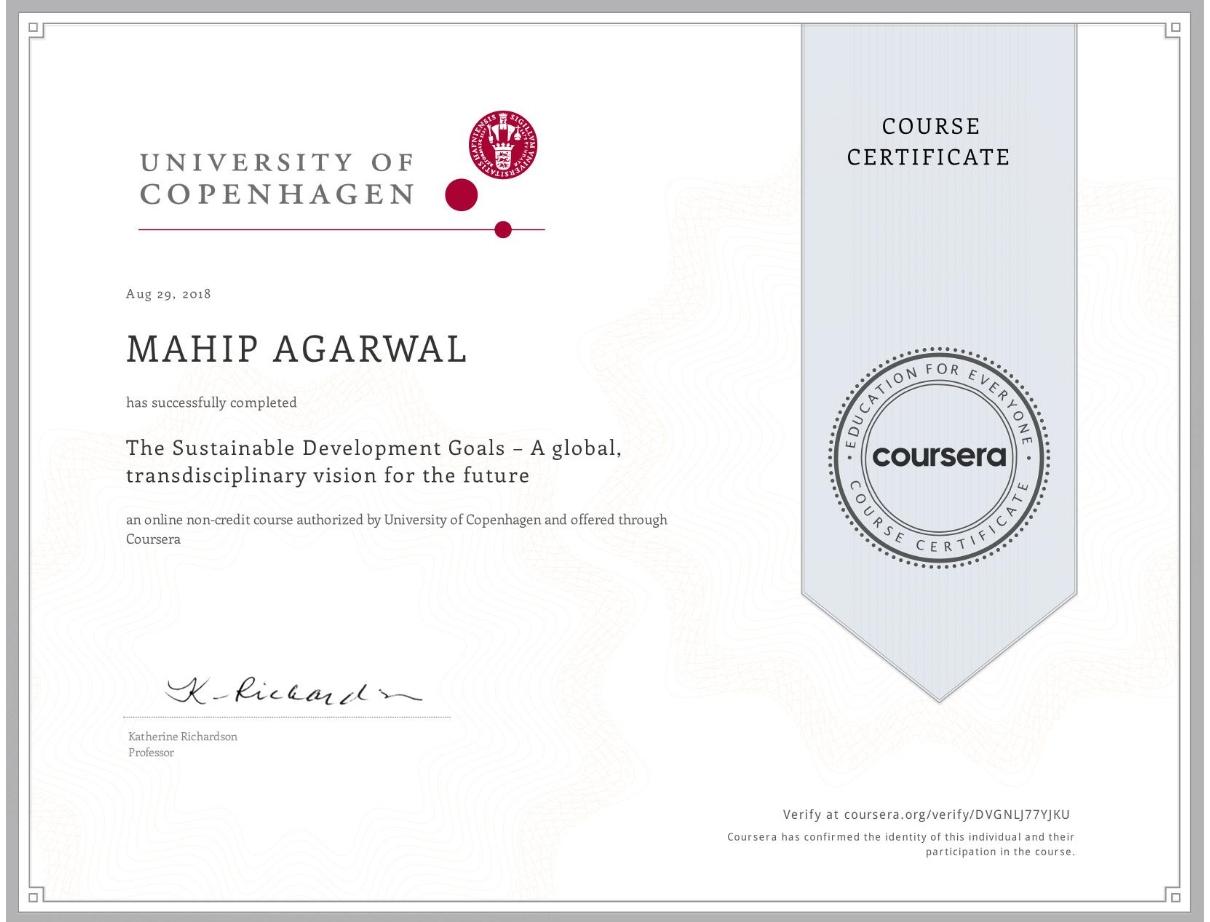 UNIVERSITY OF
COPENHAGEN
SIGILLVM VNIVERSITATIS HAFNIENSIS
COURSE
CERTIFICATE
Aug 29, 2018
MAHIP AGARWAL
has successfully completed
The Sustainable Development Goals – A global,
transdisciplinary vision for the future
an online non-credit course authorized by University of Copenhagen and offered through
Coursera
EDUCATION FOR EVERYONE
coursera
COURSE CERTIFICATE
K-Richardson
Katherine Richardson
Professor
Verify at coursera.org/verify/DVGNLJ77YJKU
Coursera has confirmed the identity of this individual and their
participation in the course.